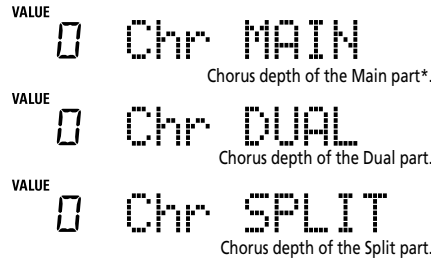 VALUE
0 Chr MAIN
Chorus depth of the Main part*.
VALUE
0 Chr DUAL
Chorus depth of the Dual part.
VALUE
0 Chr SPLIT
Chorus depth of the Split part.